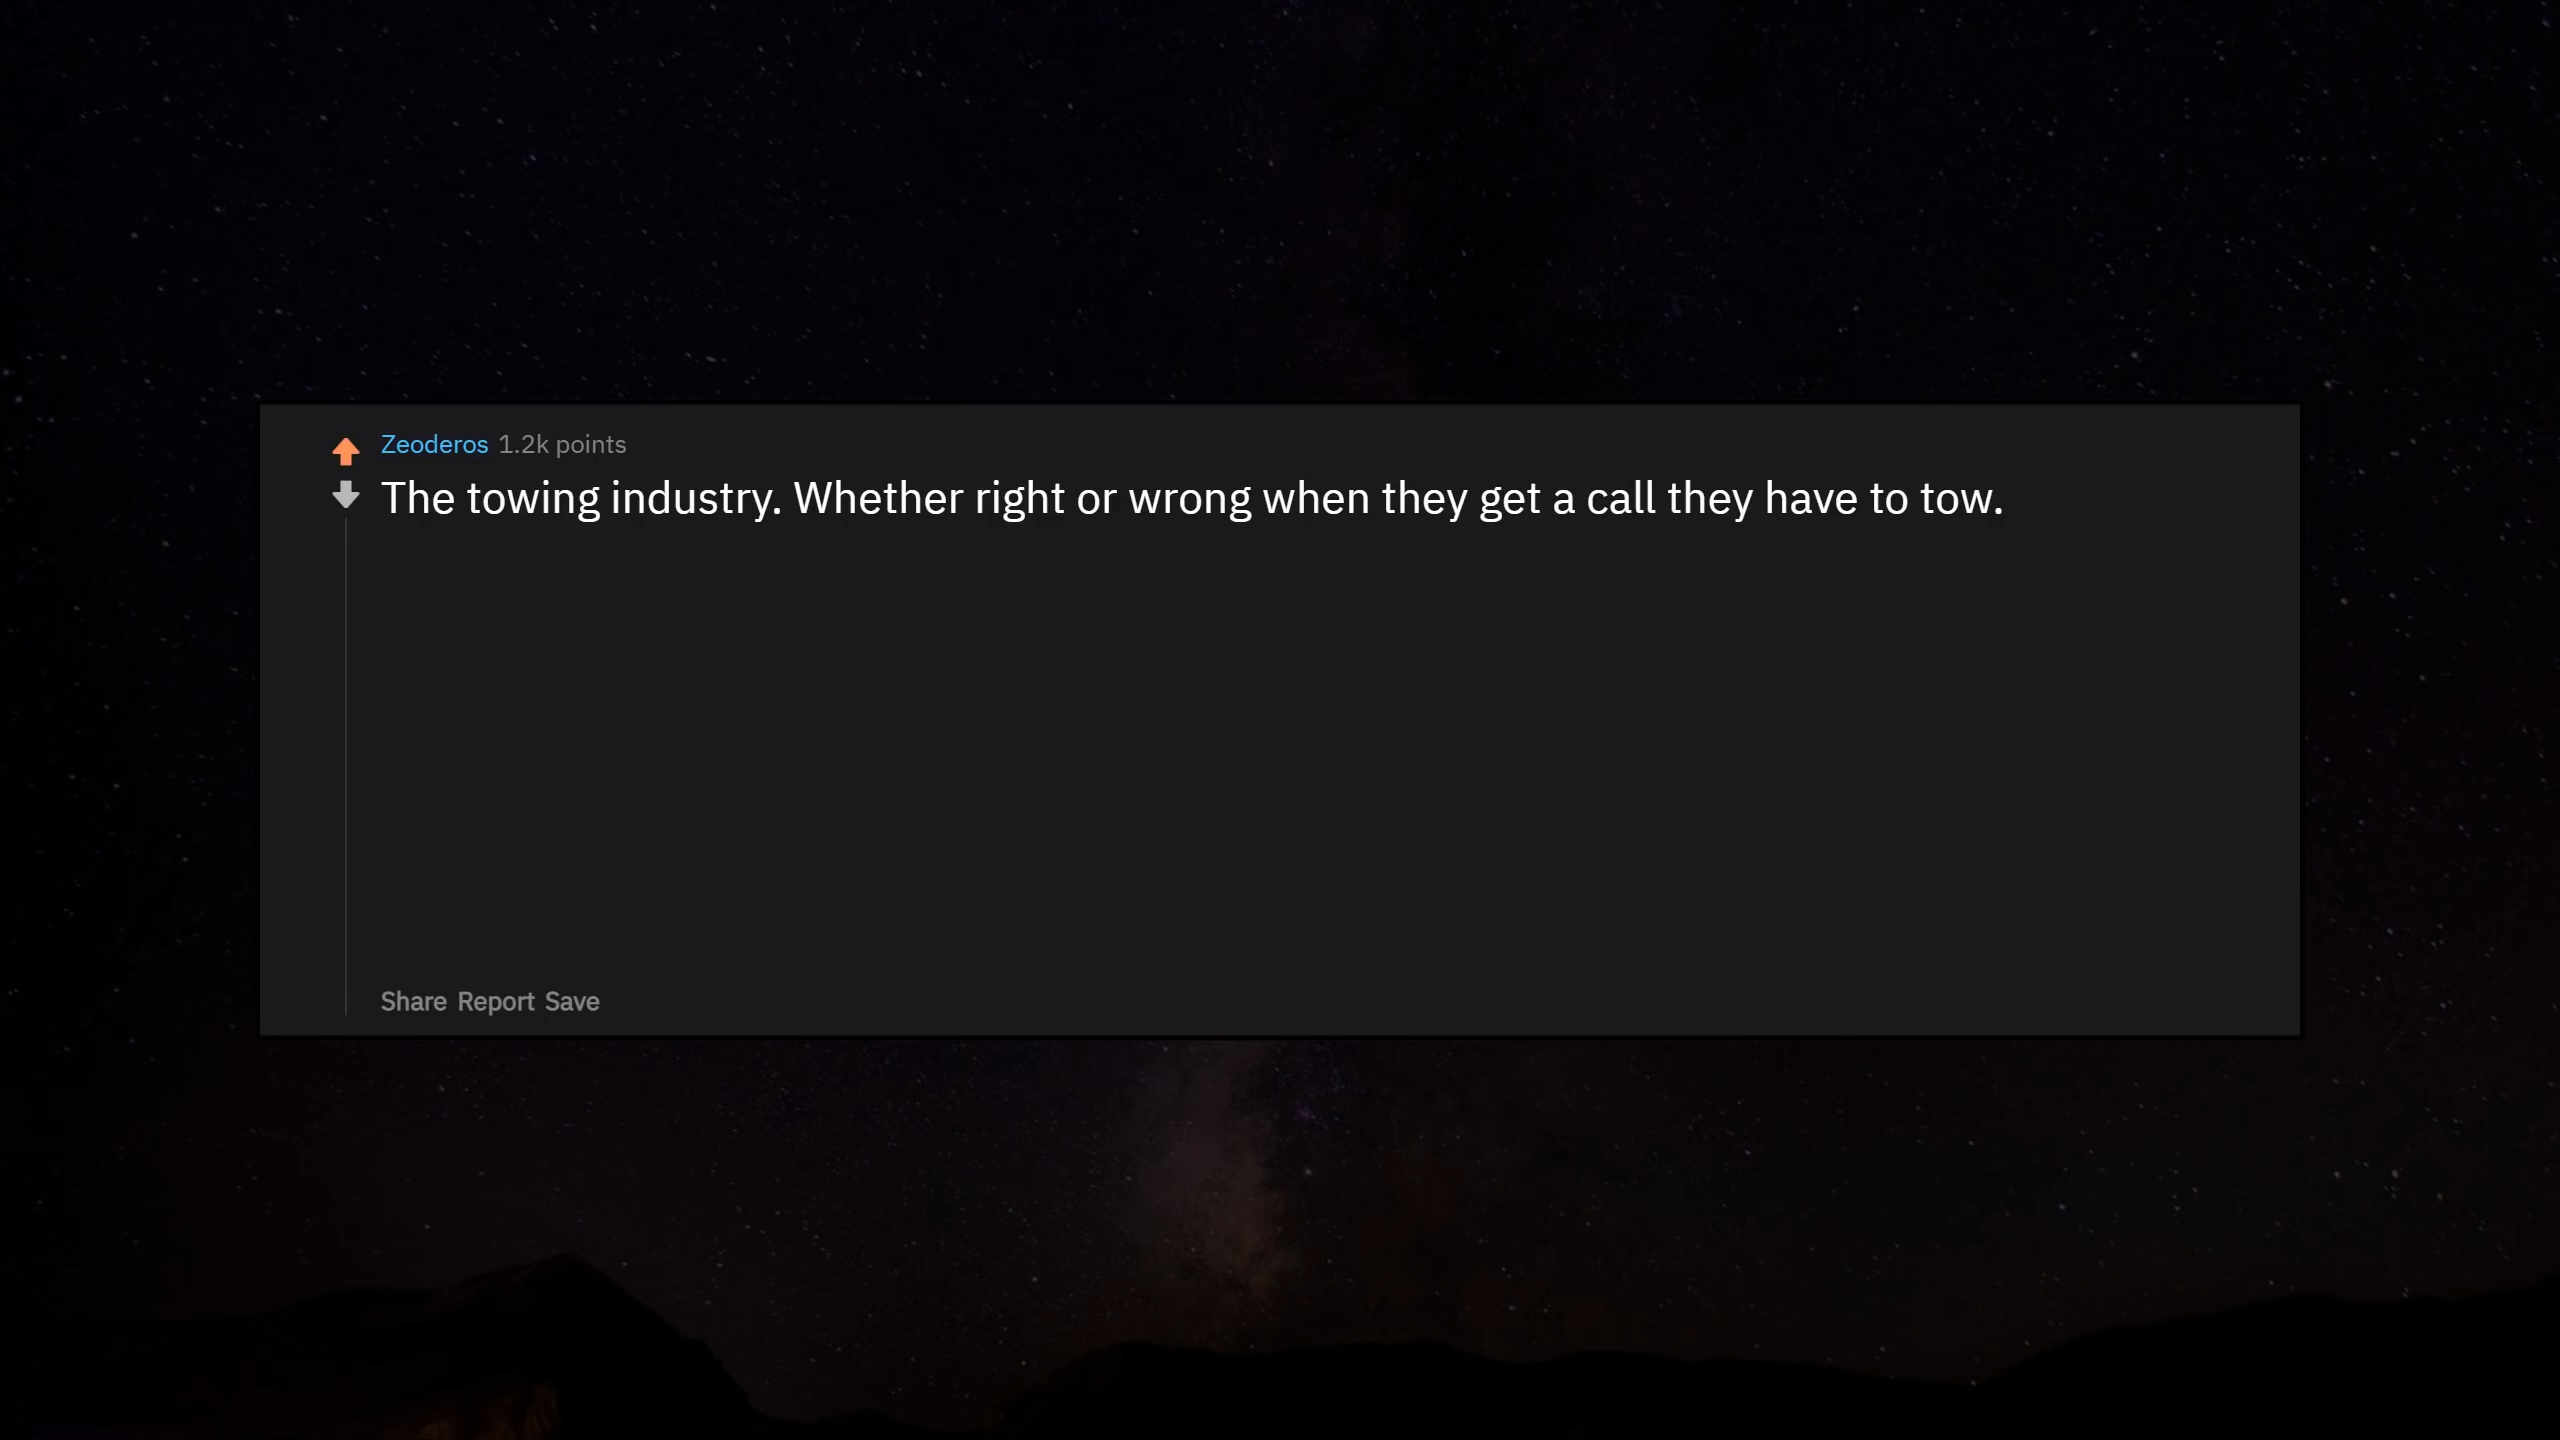 Zeoderos 1.2k points
The towing industry. Whether right or wrong when they get a call they have to tow.
Share Report Save